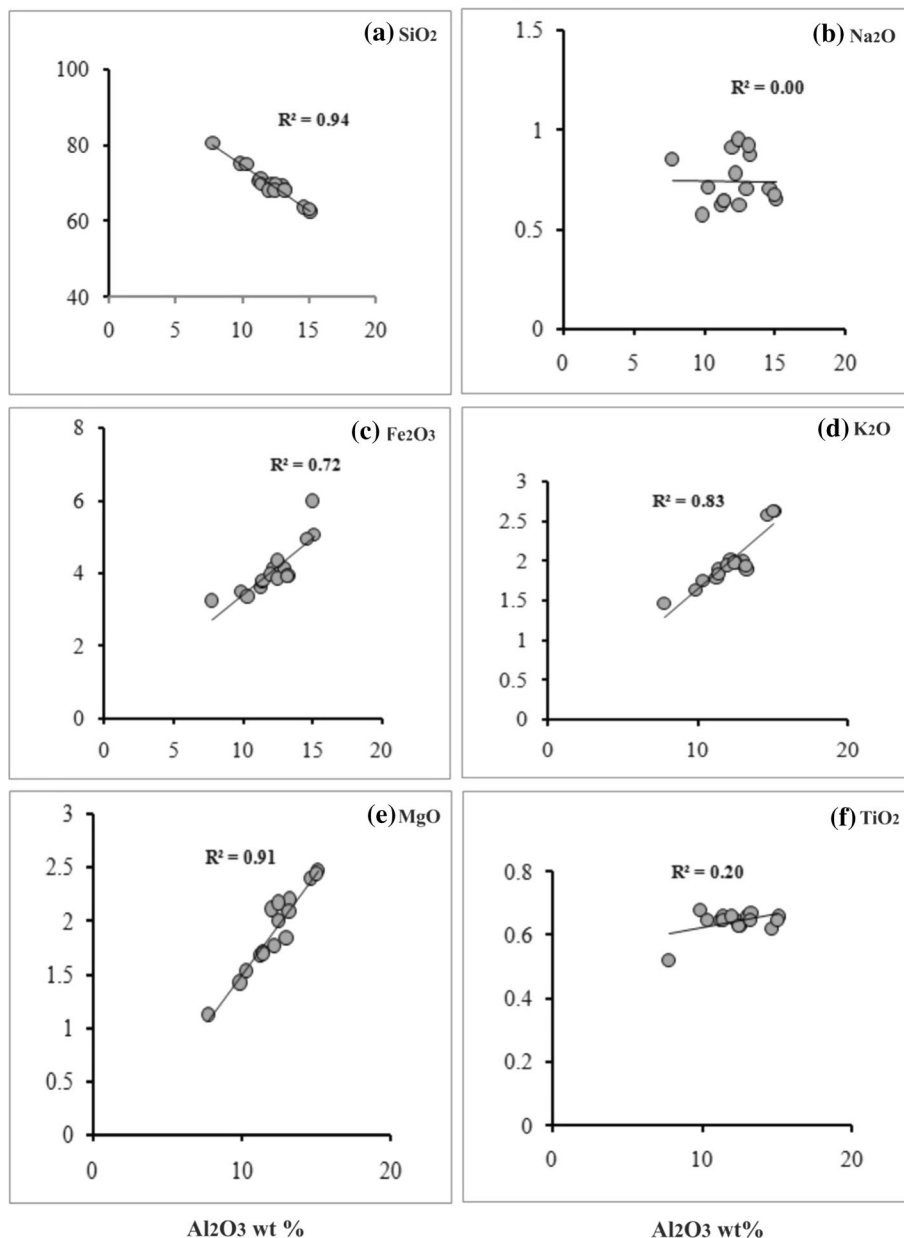 (a) SiO2
100
R² = 0.94
80
60
40
0 5 10 15 20
(b) Na2O
1.5
R² = 0.00
1
0.5
0
0 5 10 15 20
(c) Fe2O3
8
R² = 0.72
6
4
2
0
0 5 10 15 20
(d) K2O
3
R² = 0.83
2.5
2
1.5
1
0.5
0
0 10 20
(e) MgO
3
R² = 0.91
2.5
2
1.5
1
0.5
0
0 10 20
Al2O3 wt %
(f) TiO2
0.8
R² = 0.20
0.6
0.4
0.2
0
0 10 20
Al2O3 wt%